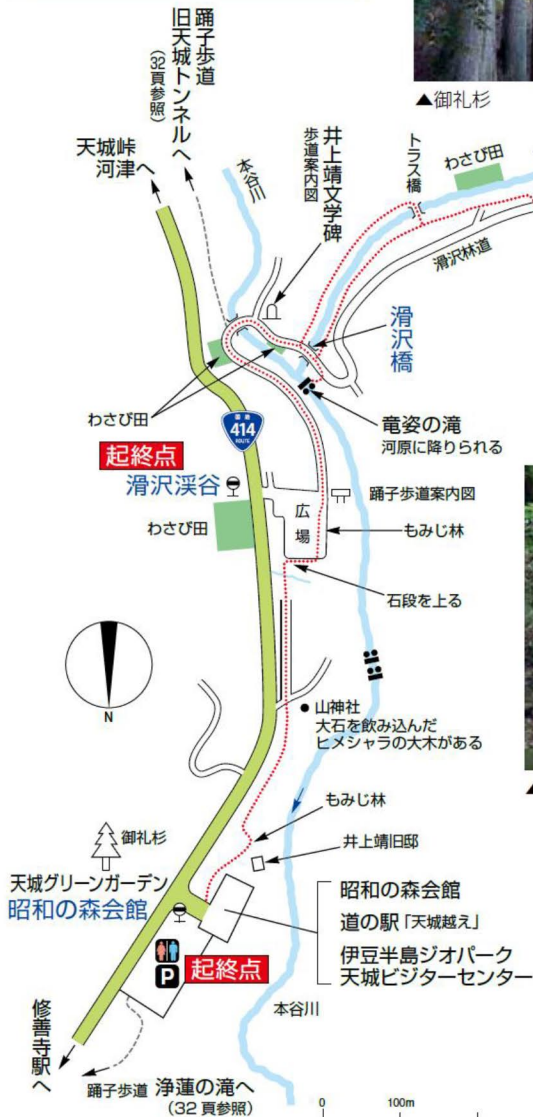 ▲御礼杉
踊子歩道
旧天城トンネルへ
(32頁参照)
天城峠
河津へ
本谷川
井上靖文学碑
歩道案内図
トラス橋
わさび田
滑沢林道
滑沢橋
わさび田
国道
414
ROUTE
竜姿の滝
河原に降りられる
起終点
滑沢渓谷
踊子歩道案内図
広場
わさび田
もみじ林
石段を上る
N
山神社
大石を飲み込んだ
ヒメシャラの大木がある
もみじ林
御礼杉
井上靖旧邸
天城グリーンガーデン
昭和の森会館
昭和の森会館
道の駅「天城越え」
伊豆半島ジオパーク
天城ビジターセンター
P
起終点
修善寺駅へ
本谷川
踊子歩道 浄蓮の滝へ
(32頁参照)
0 100m